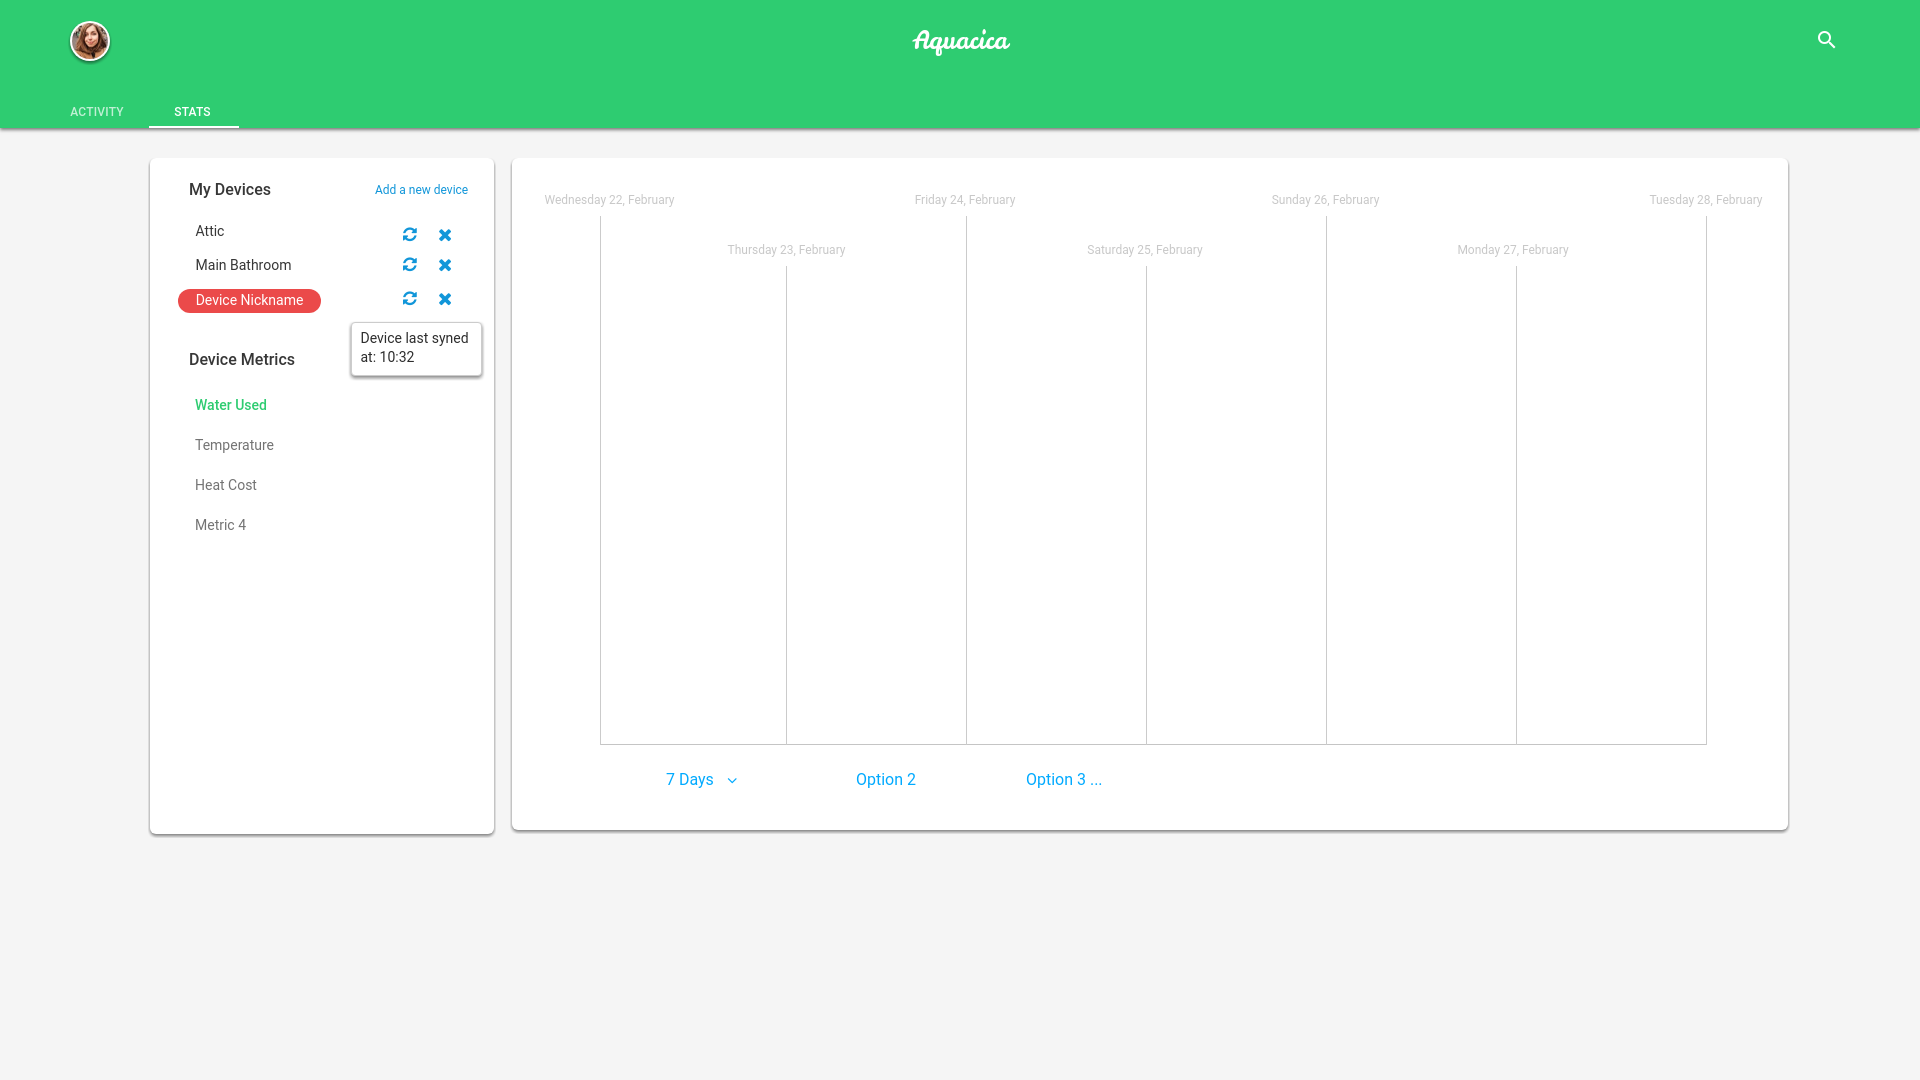 Aquacica
ACTIVITY
STATS
My Devices
Add a new device
Attic
Main Bathroom
Device Nickname
Device last syned
at: 10:32
Device Metrics
Water Used
Temperature
Heat Cost
Metric 4
Wednesday 22, February
Friday 24, February
Sunday 26, February
Tuesday 28, February
Thursday 23, February
Saturday 25, February
Monday 27, February
7 Days
Option 2
Option 3 ...